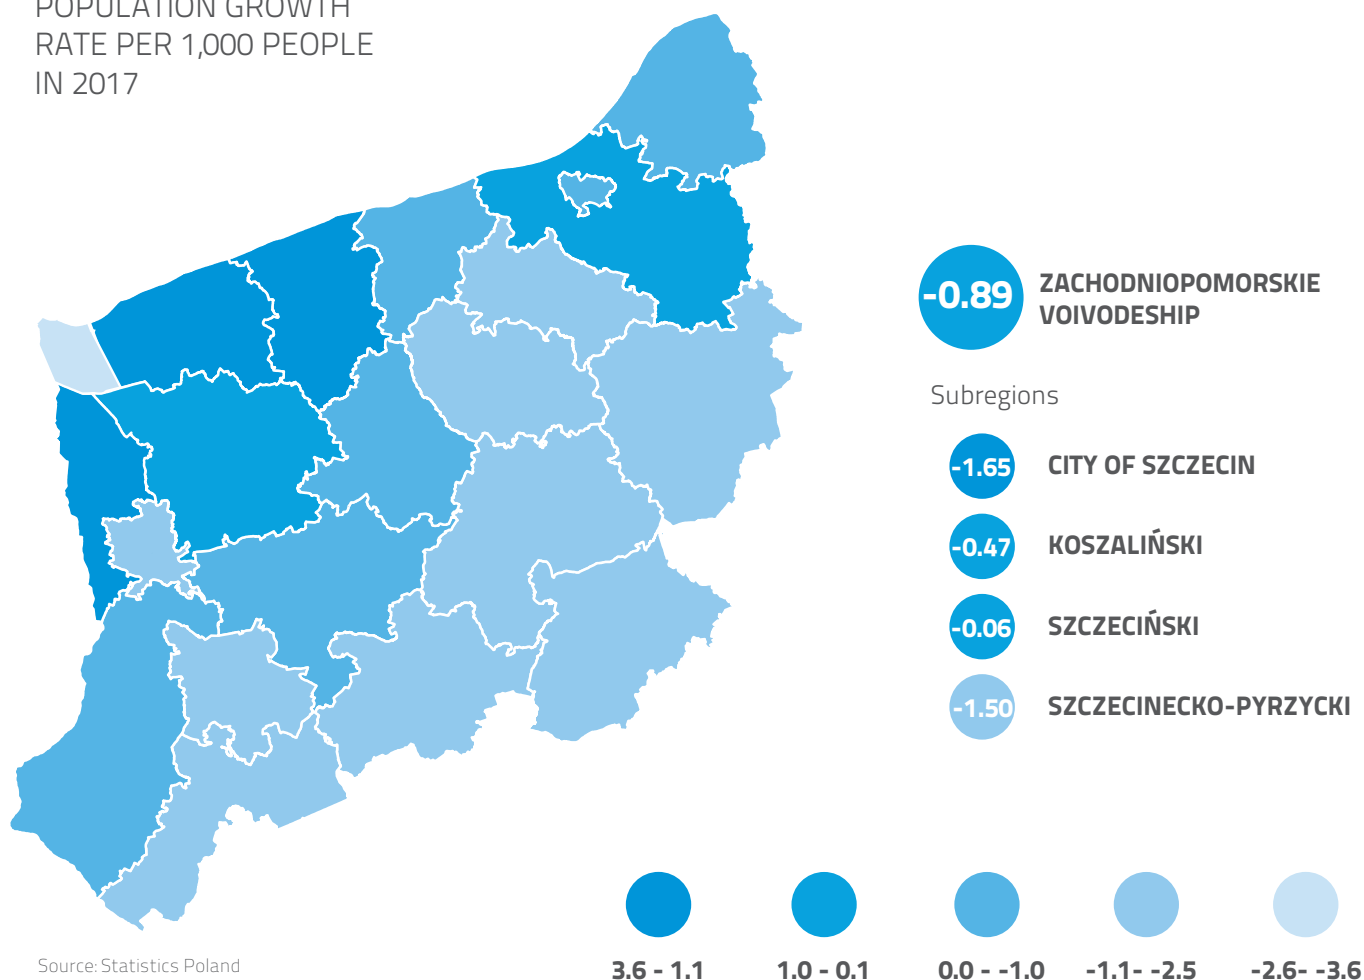 POPULATION GROWTH
RATE PER 1,000 PEOPLE
IN 2017
-0.89
ZACHODNIOPOMORSKIE
VOIVODESHIP
Subregions
-1.65 CITY OF SZCZECIN
-0.47 KOSZALIŃSKI
-0.06 SZCZECIŃSKI
-1.50 SZCZECINECKO-PYRZYCKI
3.6 - 1.1 1.0 - 0.1 0.0 - -1.0 -1.1- -2.5 -2.6- -3.6
Source: Statistics Poland